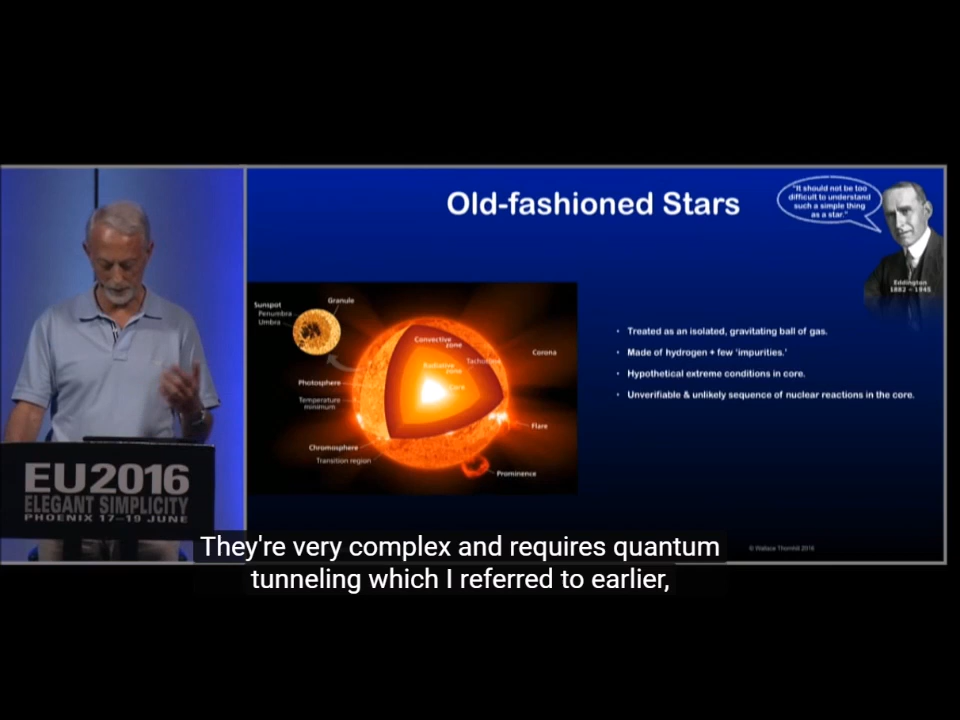 Old-fashioned Stars
"It should not be too
difficult to understand
such a simple thing
as a star."
Eddington
1882 - 1945
Sunspot
Penumbra
Umbra
Granule
Convective
zone
Radiative
zone
Tachocline
Core
Corona
Photosphere
Temperature
minimum
Flare
Chromosphere
Transition region
Prominence
• Treated as an isolated, gravitating ball of gas.
• Made of hydrogen + few 'impurities.'
• Hypothetical extreme conditions in core.
• Unverifiable & unlikely sequence of nuclear reactions in the core.
EU2016
ELEGANT SIMPLICITY
PHOENIX 17–19 JUNE
© Wallace Thornhill 2016
They're very complex and requires quantum
tunneling which I referred to earlier,